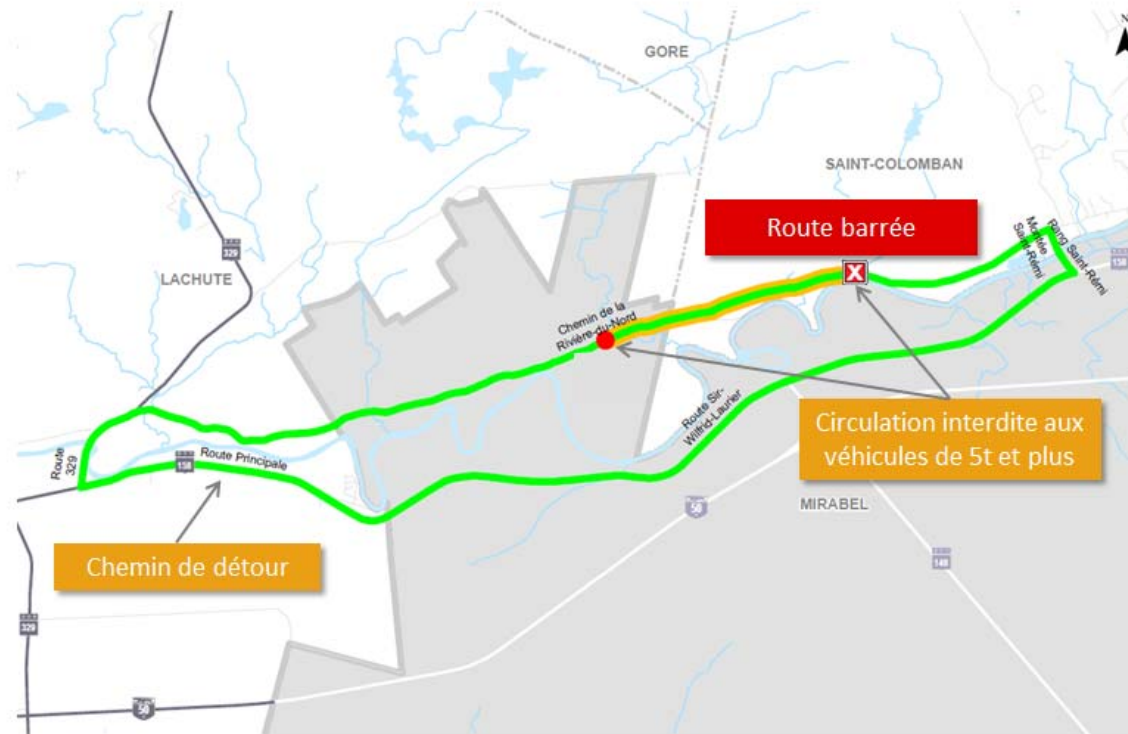 N
GORE
SAINT-COLOMBAN
Route barrée
Montée
Saint-Rémi
Rang Saint-Rémi
158
329
LACHUTE
Chemin de la
Rivière-du-Nord
Route Sir-
Wilfrid-Laurier
Circulation interdite aux
véhicules de 5t et plus
Route
329
158
Route Principale
50
MIRABEL
Chemin de détour
148
329
50